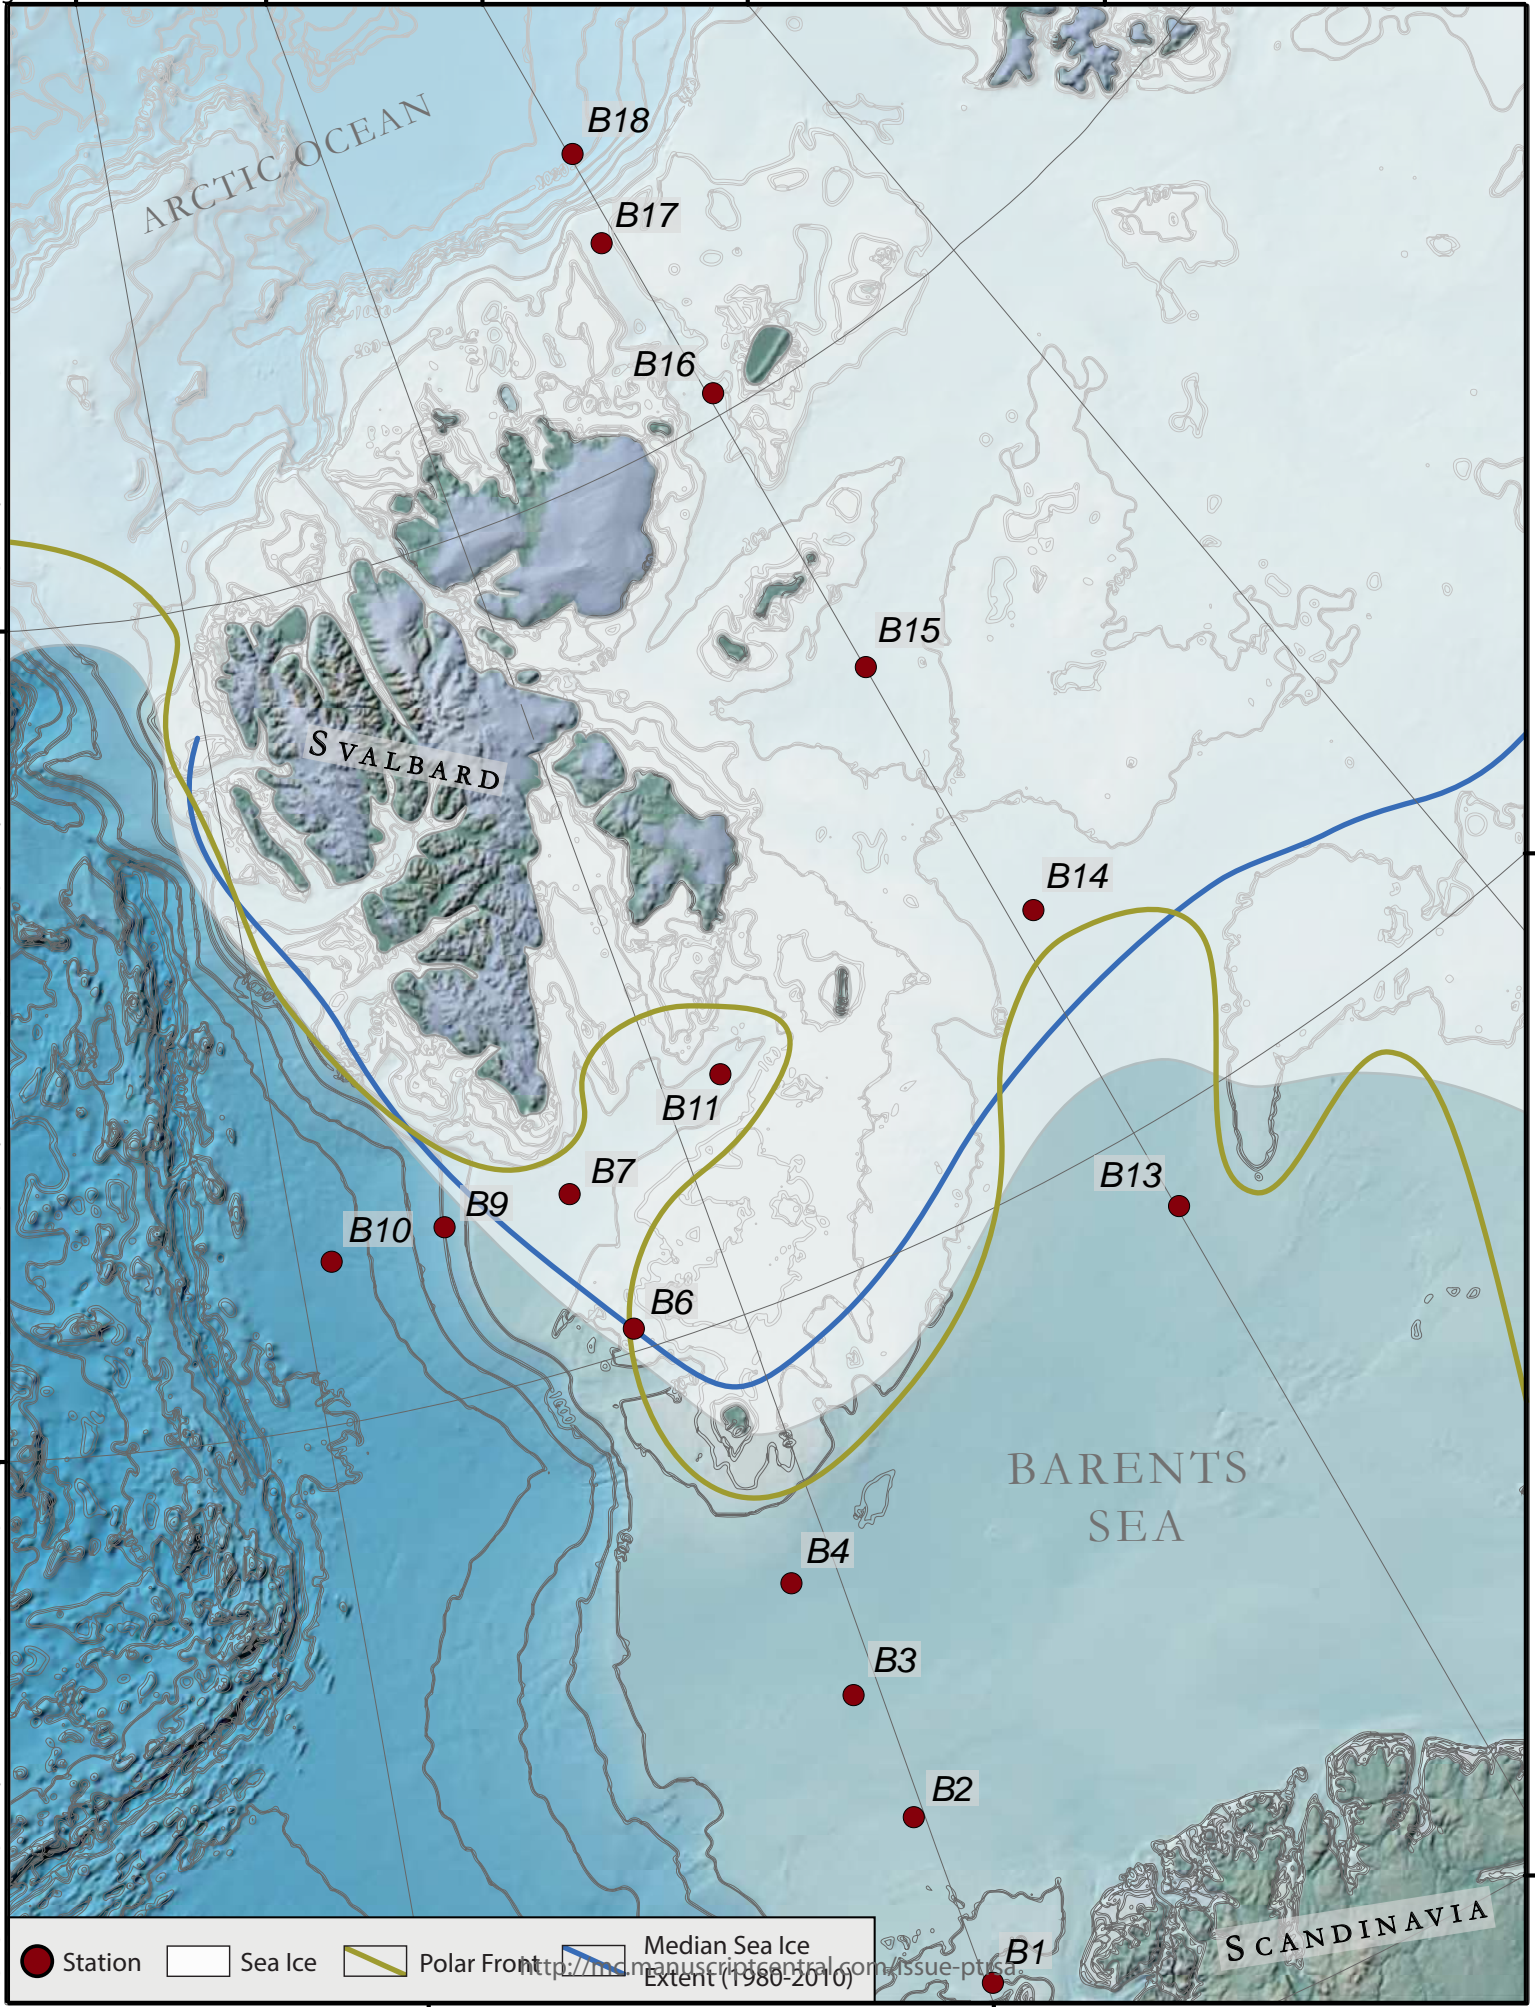 B18
ARCTIC OCEAN
B17
B16
B15
SVALBARD
B14
B11
B7
B13
B9
B10
B6
BARENTS
SEA
B4
B3
B2
SCANDINAVIA
B1
Station
Sea Ice
Polar Front
Median Sea Ice
Extent (1980-2010)
http://mc.manuscriptcentral.com/issue-ptrsa
1000